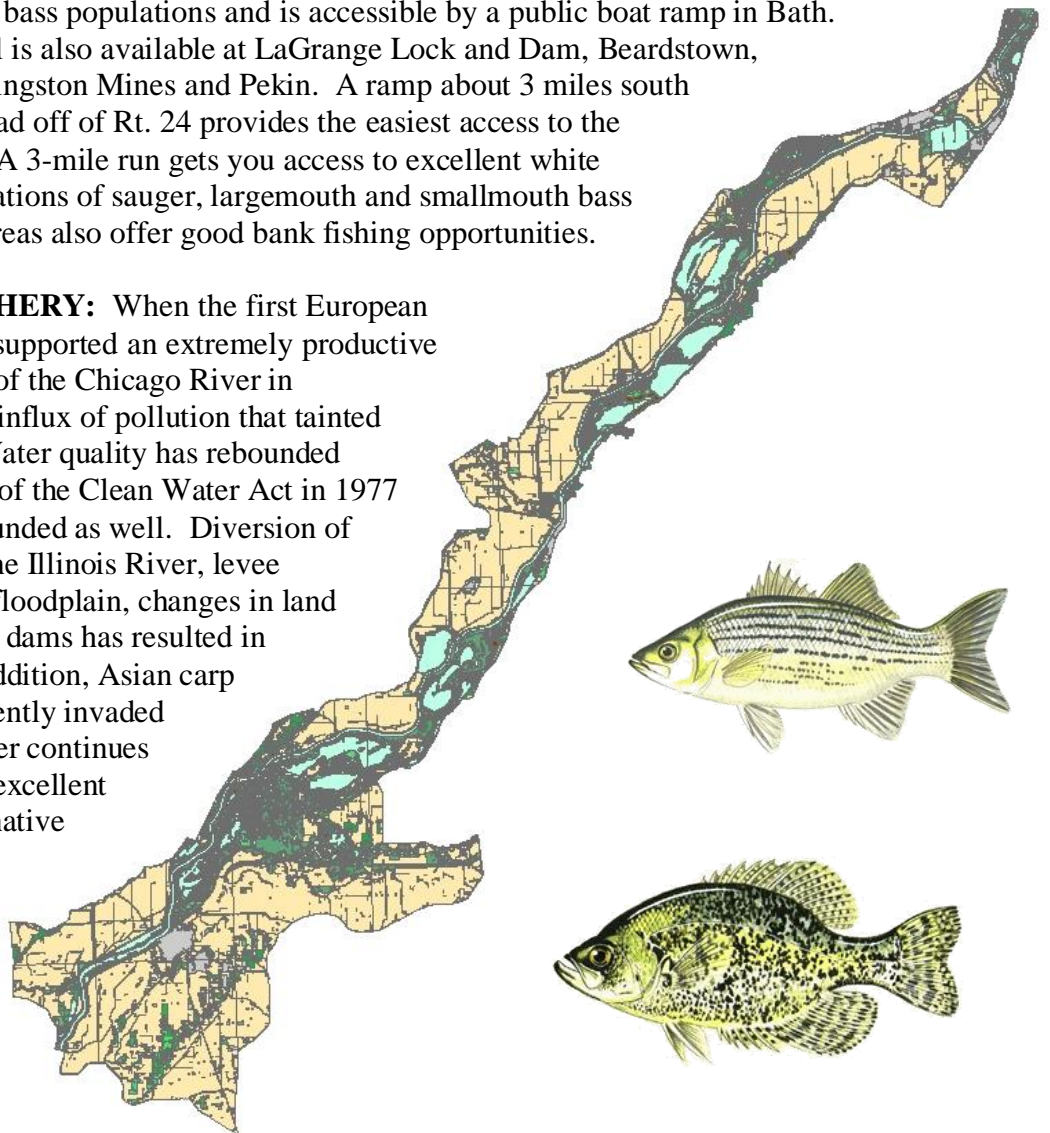 bass populations and is accessible by a public boat ramp in Bath.
l is also available at LaGrange Lock and Dam, Beardstown,
ingston Mines and Pekin. A ramp about 3 miles south
ad off of Rt. 24 provides the easiest access to the
A 3-mile run gets you access to excellent white
ations of sauger, largemouth and smallmouth bass
reas also offer good bank fishing opportunities.
HERY: When the first European
supported an extremely productive
of the Chicago River in
influx of pollution that tainted
Water quality has rebounded
of the Clean Water Act in 1977
unded as well. Diversion of
he Illinois River, levee
floodplain, changes in land
dams has resulted in
ddition, Asian carp
ently invaded
er continues
excellent
native